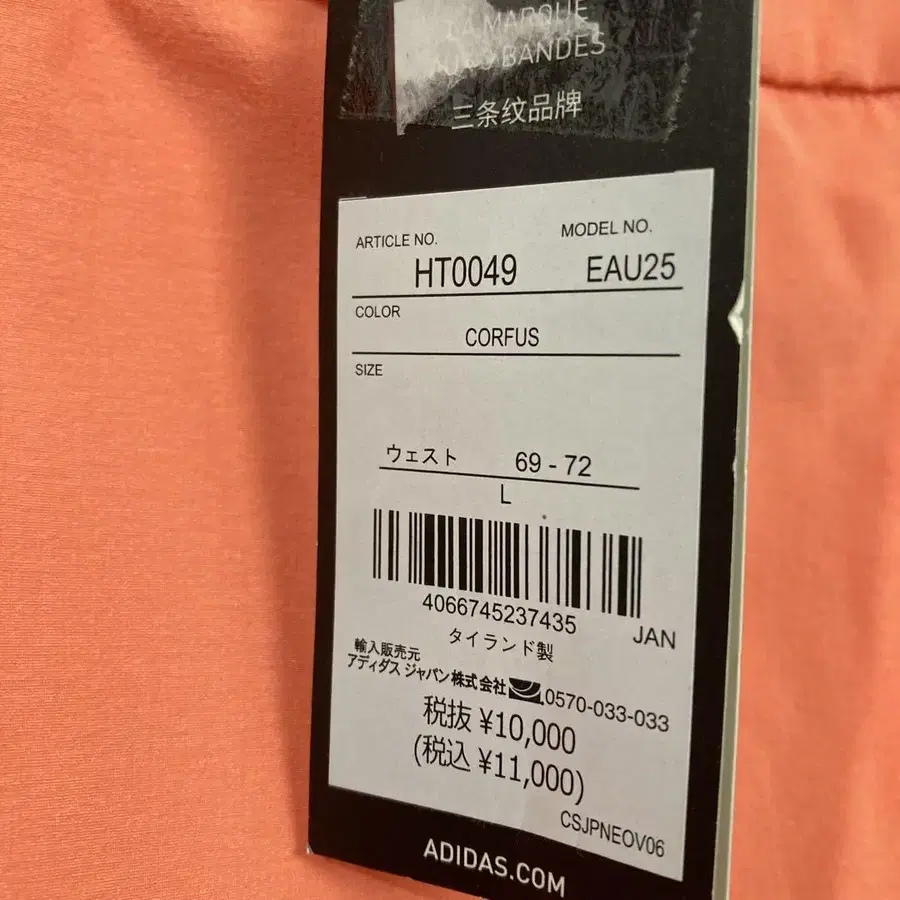 LA MARQUE
AUX 3 BANDES
三条纹品牌
ARTICLE NO. MODEL NO.
HT0049 EAU25
COLOR
CORFUS
SIZE
ウェスト 69 - 72
L
4066745237435
JAN
タイランド製
輸入販売元
アディダス ジャパン株式会社 0570-033-033
税抜 ¥10,000
(税込 ¥11,000)
CSJPNEOV06
ADIDAS.COM